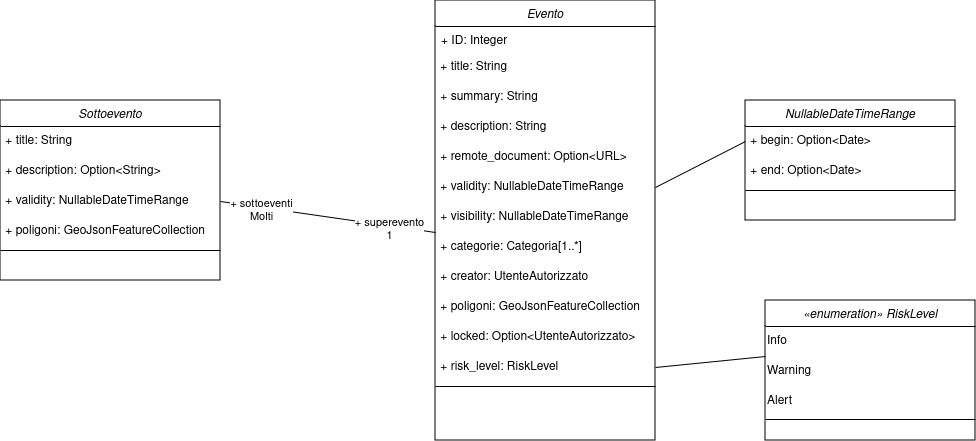 Sottoevento
+ title: String
+ description: Option<String>
+ validity: NullableDateTimeRange
+ poligoni: GeoJsonFeatureCollection
+ sottoeventi
Molti
+ superevento
1
Evento
+ ID: Integer
+ title: String
+ summary: String
+ description: String
+ remote_document: Option<URL>
+ validity: NullableDateTimeRange
+ visibility: NullableDateTimeRange
+ categorie: Categoria[1..*]
+ creator: UtenteAutorizzato
+ poligoni: GeoJsonFeatureCollection
+ locked: Option<UtenteAutorizzato>
+ risk_level: RiskLevel
NullableDateTimeRange
+ begin: Option<Date>
+ end: Option<Date>
«enumeration» RiskLevel
Info
Warning
Alert